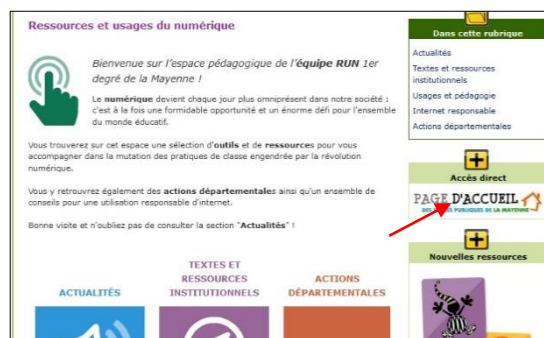 Ressources et usages du numérique
Bienvenue sur l'espace pédagogique de l'équipe RUN 1er
degré de la Mayenne !
Le numérique devient chaque jour plus omniprésent dans notre société :
c'est à la fois une formidable opportunité et un énorme défi pour l'ensemble
du monde éducatif.
Vous trouverez sur cet espace une sélection d'outils et de ressources pour vous
accompagner dans la mutation des pratiques de classe engendrée par la révolution
numérique.
Vous y retrouvrez également des actions départementales ainsi qu'un ensemble de
conseils pour une utilisation responsable d'internet.
Bonne visite et n'oubliez pas de consulter la section "Actualités" !
ACTUALITÉS
TEXTES ET
RESSOURCES
INSTITUTIONNELS
ACTIONS
DÉPARTEMENTALES
Dans cette rubrique
Actualités
Textes et ressources
institutionnels
Usages et pédagogie
Internet responsable
Actions départementales
Accès direct
PAGE D'ACCUEIL
PUBLIQUES DE LA MAYENNE
Nouvelles ressources